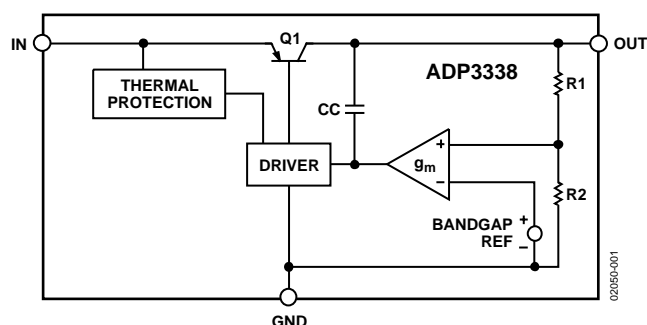 Q1
IN
OUT
THERMAL
PROTECTION
ADP3338
R1
CC
DRIVER
gm
+
–
R2
BANDGAP
REF
+
–
GND
02050-001